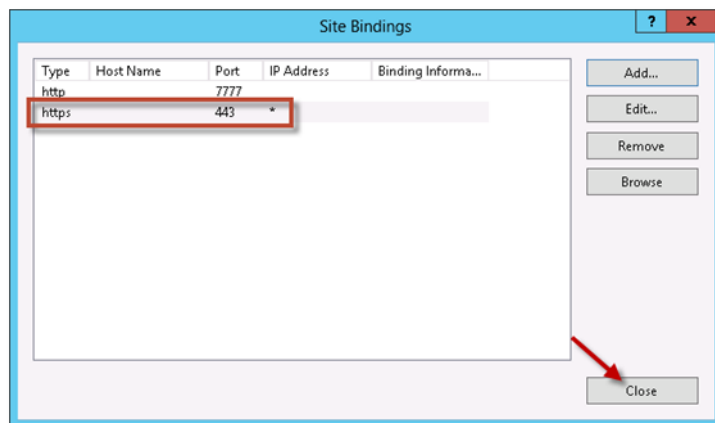 Site Bindings
? x
Type Host Name Port IP Address Binding Informa...
http 7777
https 443 *
Add...
Edit...
Remove
Browse
Close